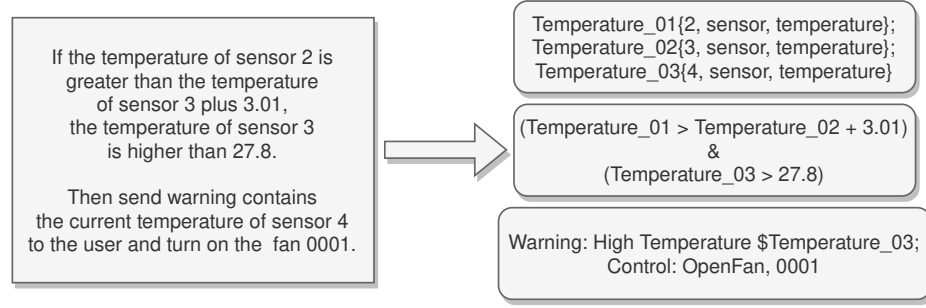 If the temperature of sensor 2 is
greater than the temperature
of sensor 3 plus 3.01,
the temperature of sensor 3
is higher than 27.8.
Then send warning contains
the current temperature of sensor 4
to the user and turn on the fan 0001.
Temperature_01{2, sensor, temperature};
Temperature_02{3, sensor, temperature};
Temperature_03{4, sensor, temperature}
(Temperature_01 > Temperature_02 + 3.01)
&
(Temperature_03 > 27.8)
Warning: High Temperature $Temperature_03;
Control: OpenFan, 0001